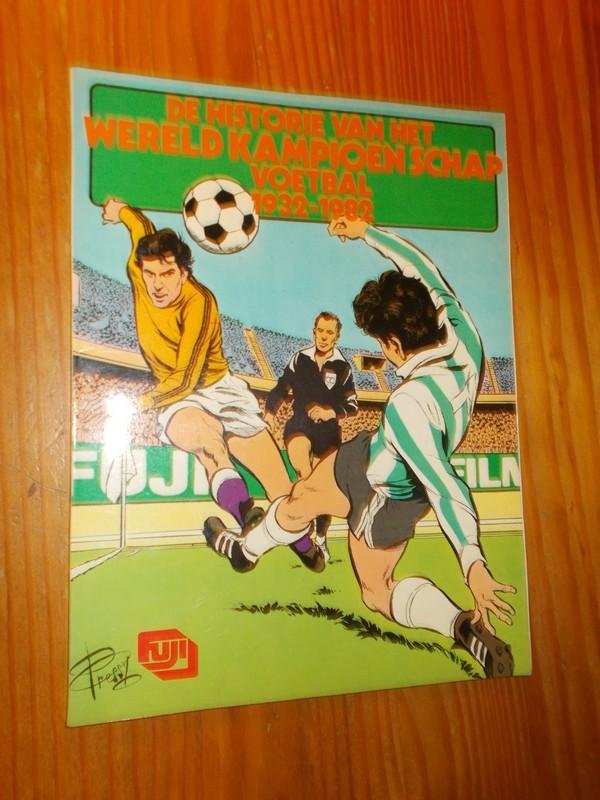 DE HISTORIE VAN HET
WERELD KAMPIOEN SCHAP
VOETBAL
1932-1982
FUJI FILM
FUJI